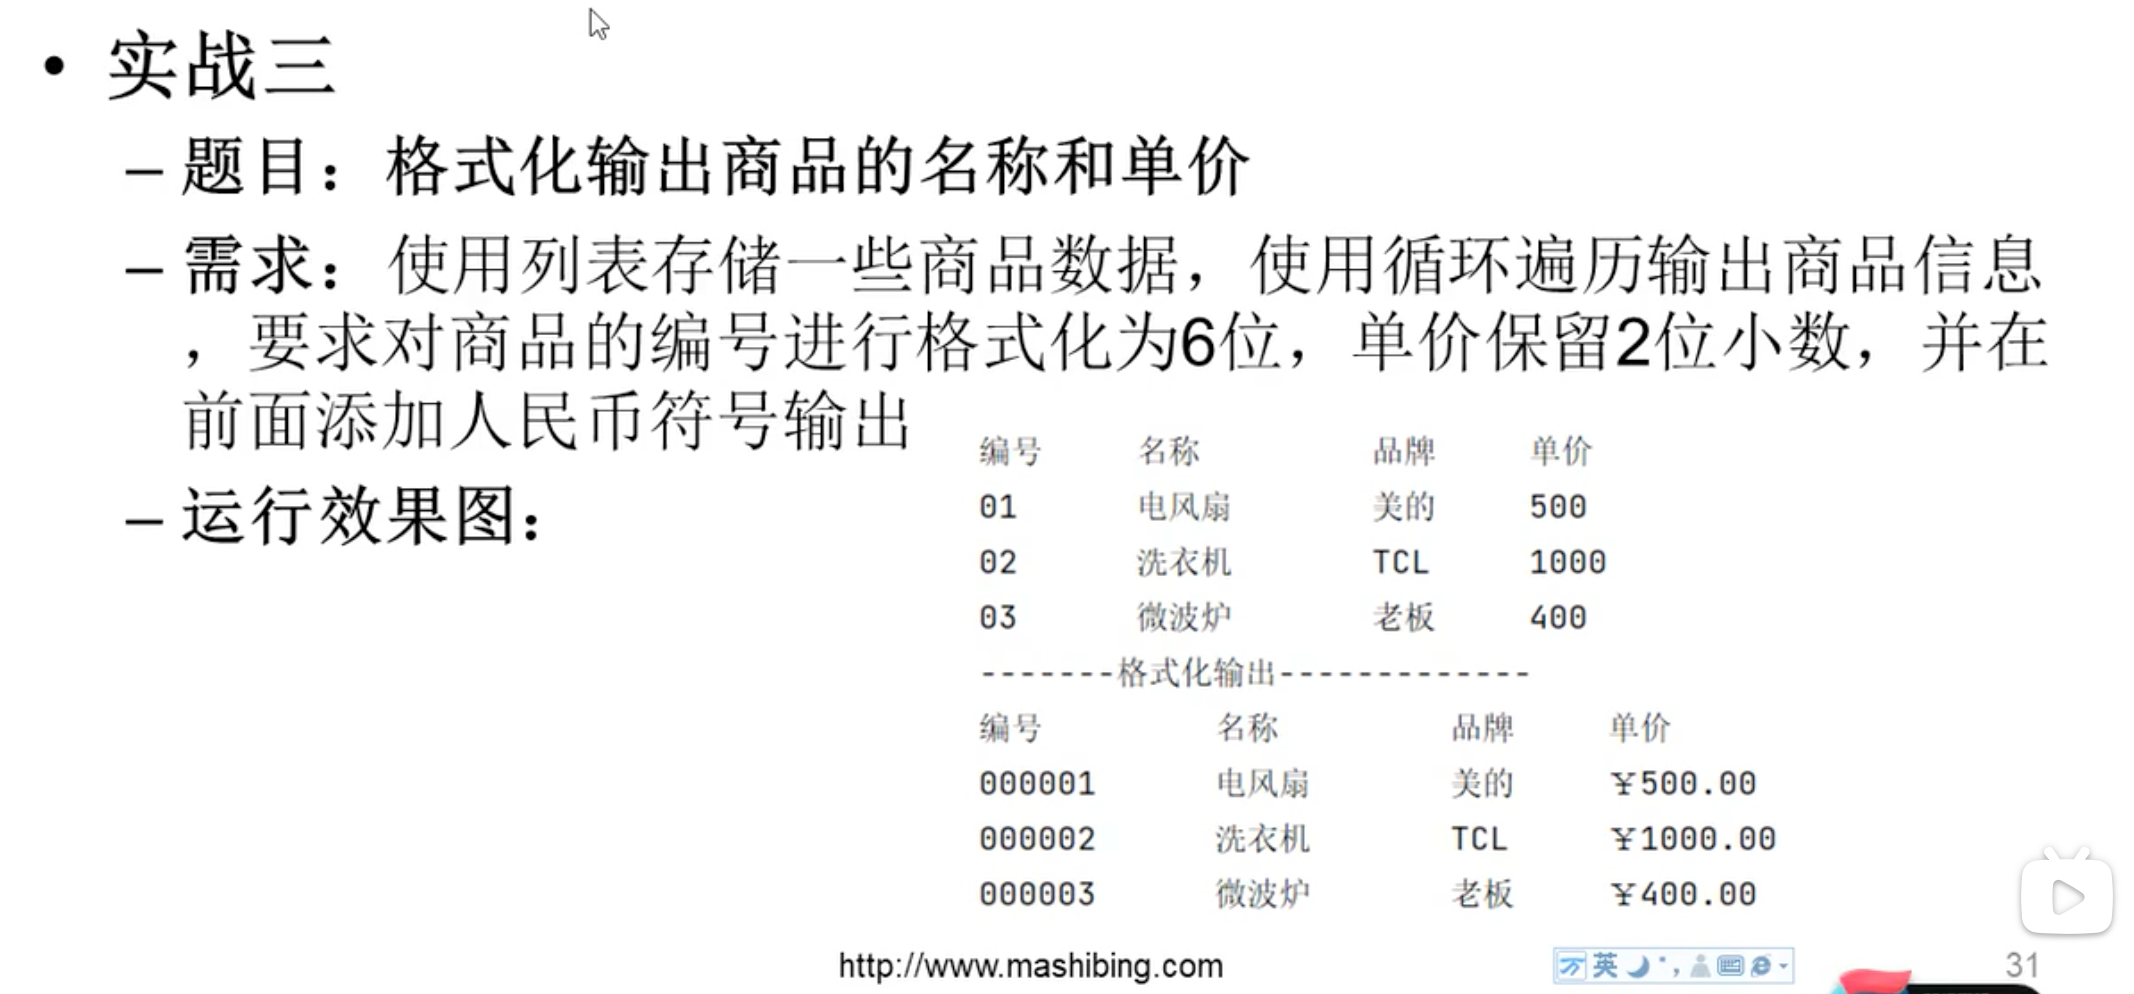 • 实战三
– 题目：格式化输出商品的名称和单价
– 需求：使用列表存储一些商品数据，使用循环遍历输出商品信息
，要求对商品的编号进行格式化为6位，单价保留2位小数，并在
前面添加人民币符号输出
– 运行效果图：
编号 名称 品牌 单价
01 电风扇 美的 500
02 洗衣机 TCL 1000
03 微波炉 老板 400
-------格式化输出-------------
编号 名称 品牌 单价
000001 电风扇 美的 ￥500.00
000002 洗衣机 TCL ￥1000.00
000003 微波炉 老板 ￥400.00
http://www.mashibing.com
英
31